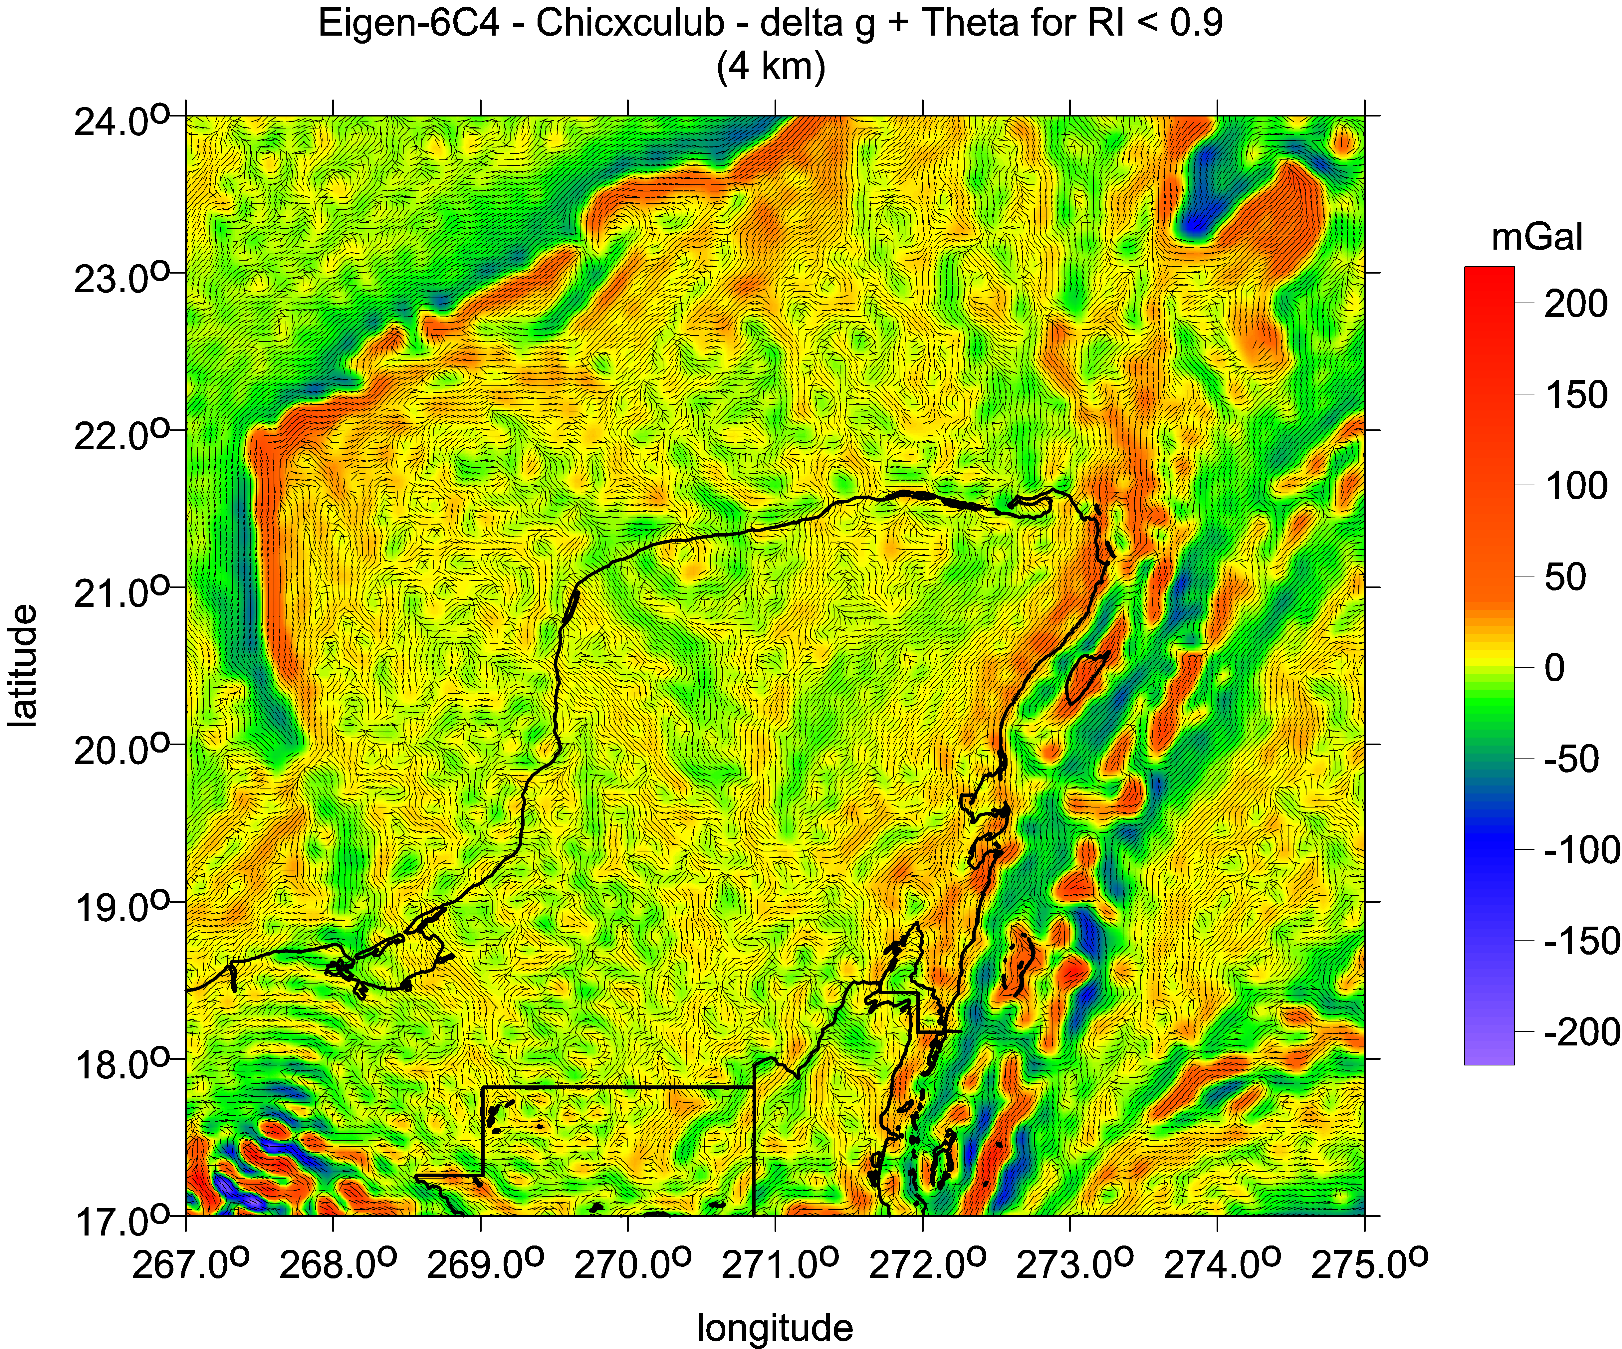 Eigen-6C4 - Chicxculub - delta g + Theta for RI < 0.9
(4 km)
24.0º
23.0º
22.0º
21.0º
20.0º
19.0º
18.0º
17.0º
latitude
267.0º 268.0º 269.0º 270.0º 271.0º 272.0º 273.0º 274.0º 275.0º
longitude
mGal
200
150
100
50
0
-50
-100
-150
-200